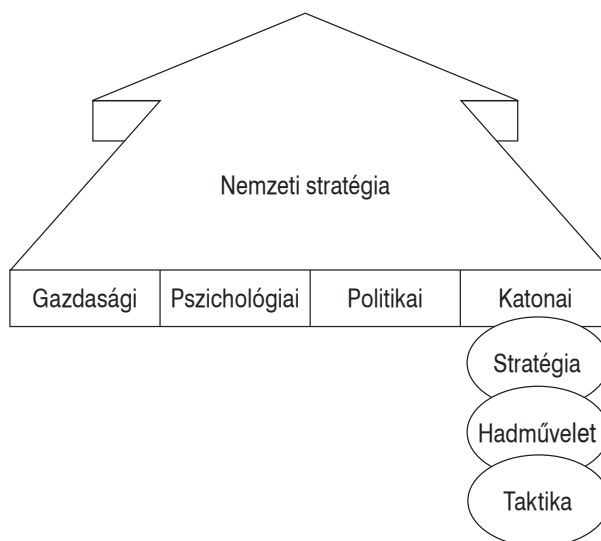 Nemzeti stratégia
Gazdasági Pszichológiai Politikai Katonai
Stratégia
Hadművelet
Taktika